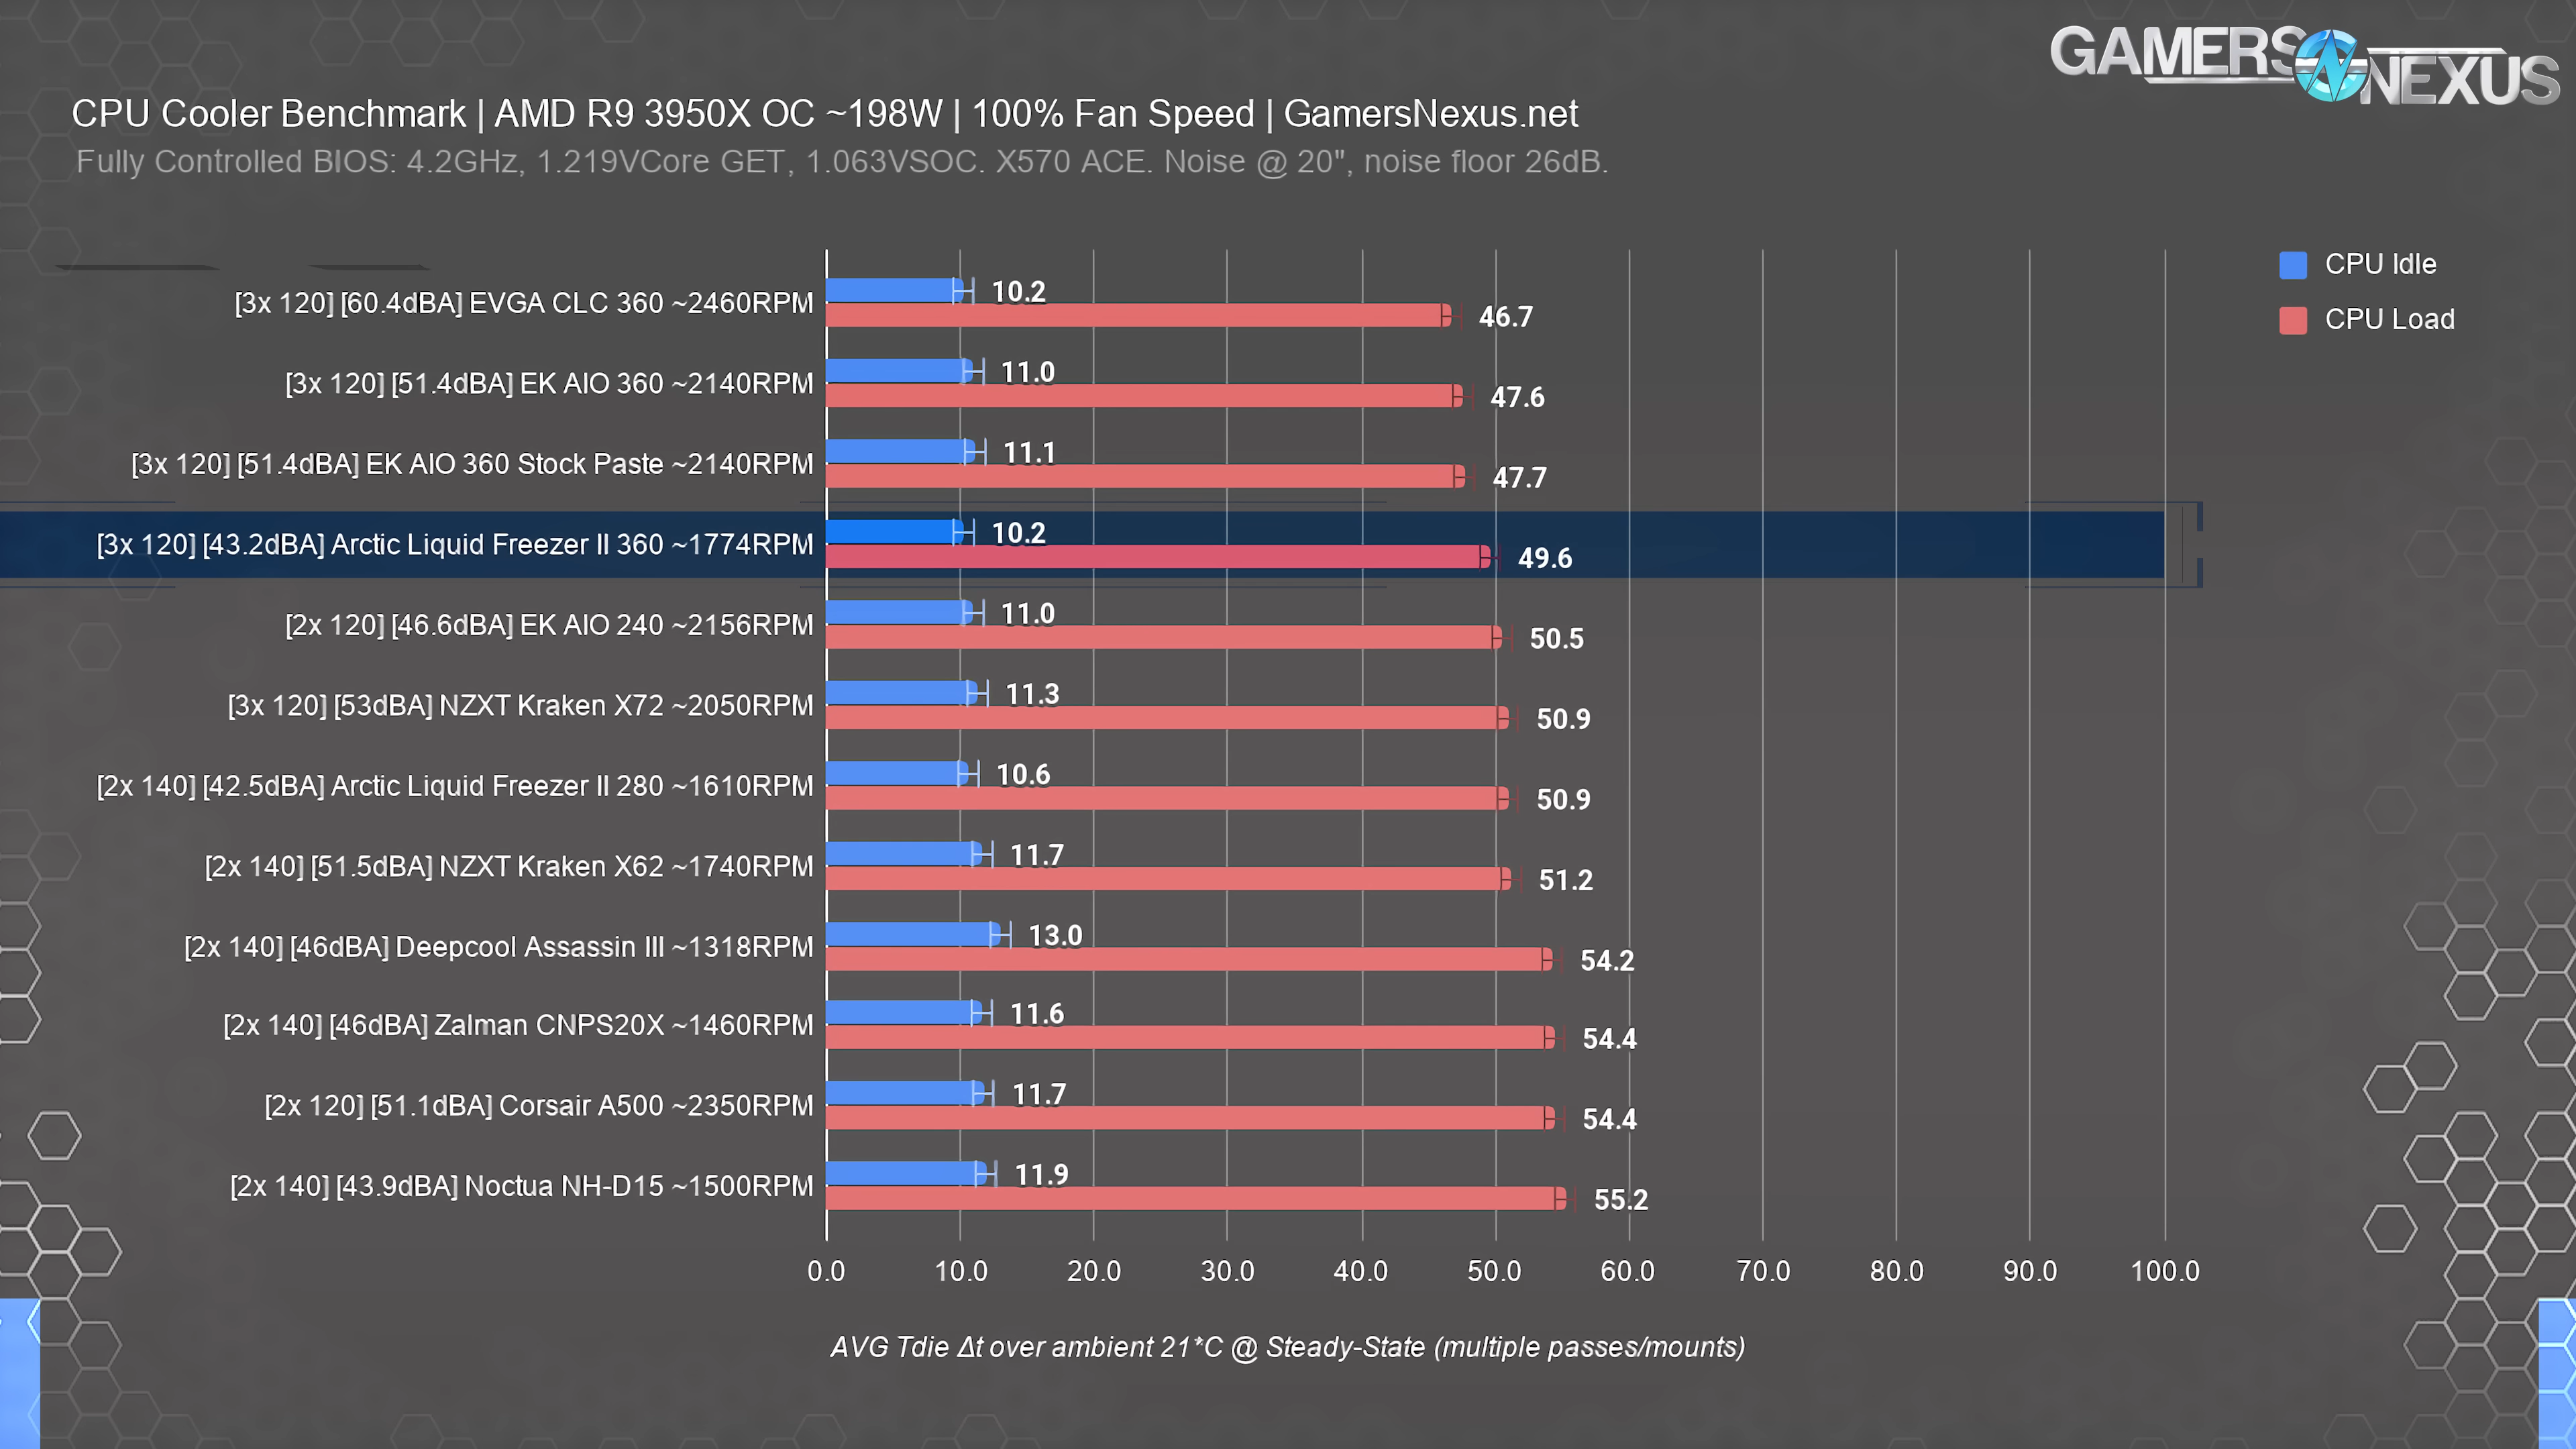 GAMERS NEXUS
CPU Cooler Benchmark | AMD R9 3950X OC ~198W | 100% Fan Speed | GamersNexus.net
Fully Controlled BIOS: 4.2GHz, 1.219VCore GET, 1.063VSOC. X570 ACE. Noise @ 20", noise floor 26dB.
CPU Idle
CPU Load
[3x 120] [60.4dBA] EVGA CLC 360 ~2460RPM
10.2
46.7
[3x 120] [51.4dBA] EK AIO 360 ~2140RPM
11.0
47.6
[3x 120] [51.4dBA] EK AIO 360 Stock Paste ~2140RPM
11.1
47.7
[3x 120] [43.2dBA] Arctic Liquid Freezer II 360 ~1774RPM
10.2
49.6
[2x 120] [46.6dBA] EK AIO 240 ~2156RPM
11.0
50.5
[3x 120] [53dBA] NZXT Kraken X72 ~2050RPM
11.3
50.9
[2x 140] [42.5dBA] Arctic Liquid Freezer II 280 ~1610RPM
10.6
50.9
[2x 140] [51.5dBA] NZXT Kraken X62 ~1740RPM
11.7
51.2
[2x 140] [46dBA] Deepcool Assassin III ~1318RPM
13.0
54.2
[2x 140] [46dBA] Zalman CNPS20X ~1460RPM
11.6
54.4
[2x 120] [51.1dBA] Corsair A500 ~2350RPM
11.7
54.4
[2x 140] [43.9dBA] Noctua NH-D15 ~1500RPM
11.9
55.2
0.0 10.0 20.0 30.0 40.0 50.0 60.0 70.0 80.0 90.0 100.0
AVG Tdie Δt over ambient 21*C @ Steady-State (multiple passes/mounts)